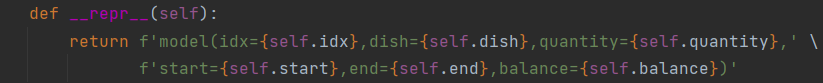 def __repr__(self):
    return f'model(idx={self.idx},dish={self.dish},quantity={self.quantity},' \
           f'start={self.start},end={self.end},balance={self.balance})'